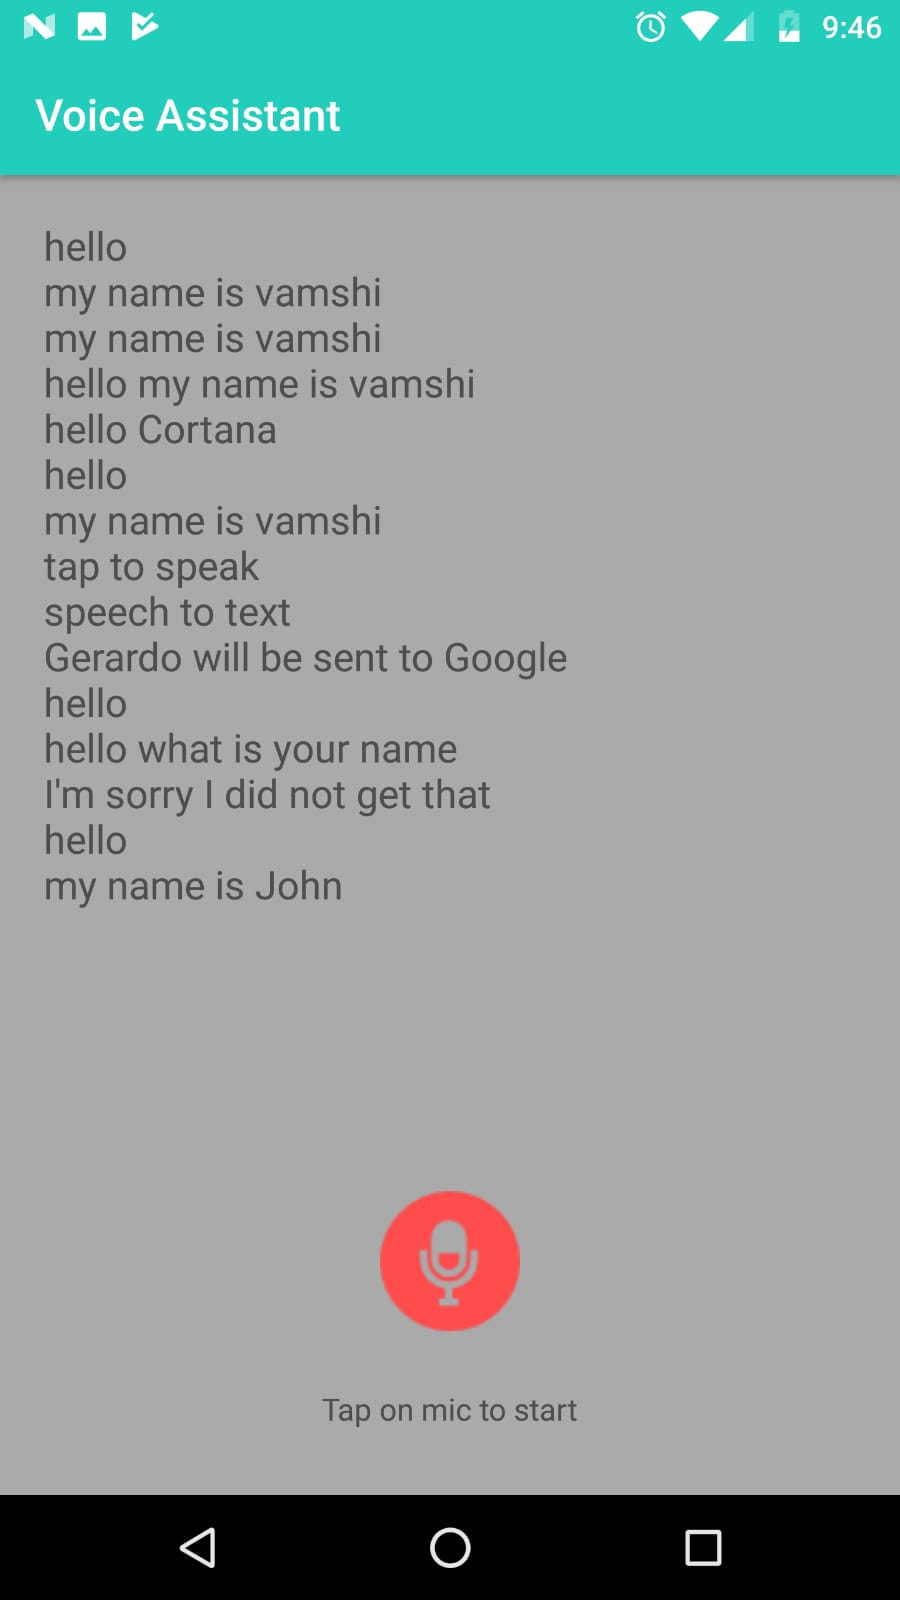 9:46
Voice Assistant
hello
my name is vamshi
my name is vamshi
hello my name is vamshi
hello Cortana
hello
my name is vamshi
tap to speak
speech to text
Gerardo will be sent to Google
hello
hello what is your name
I'm sorry I did not get that
hello
my name is John
Tap on mic to start